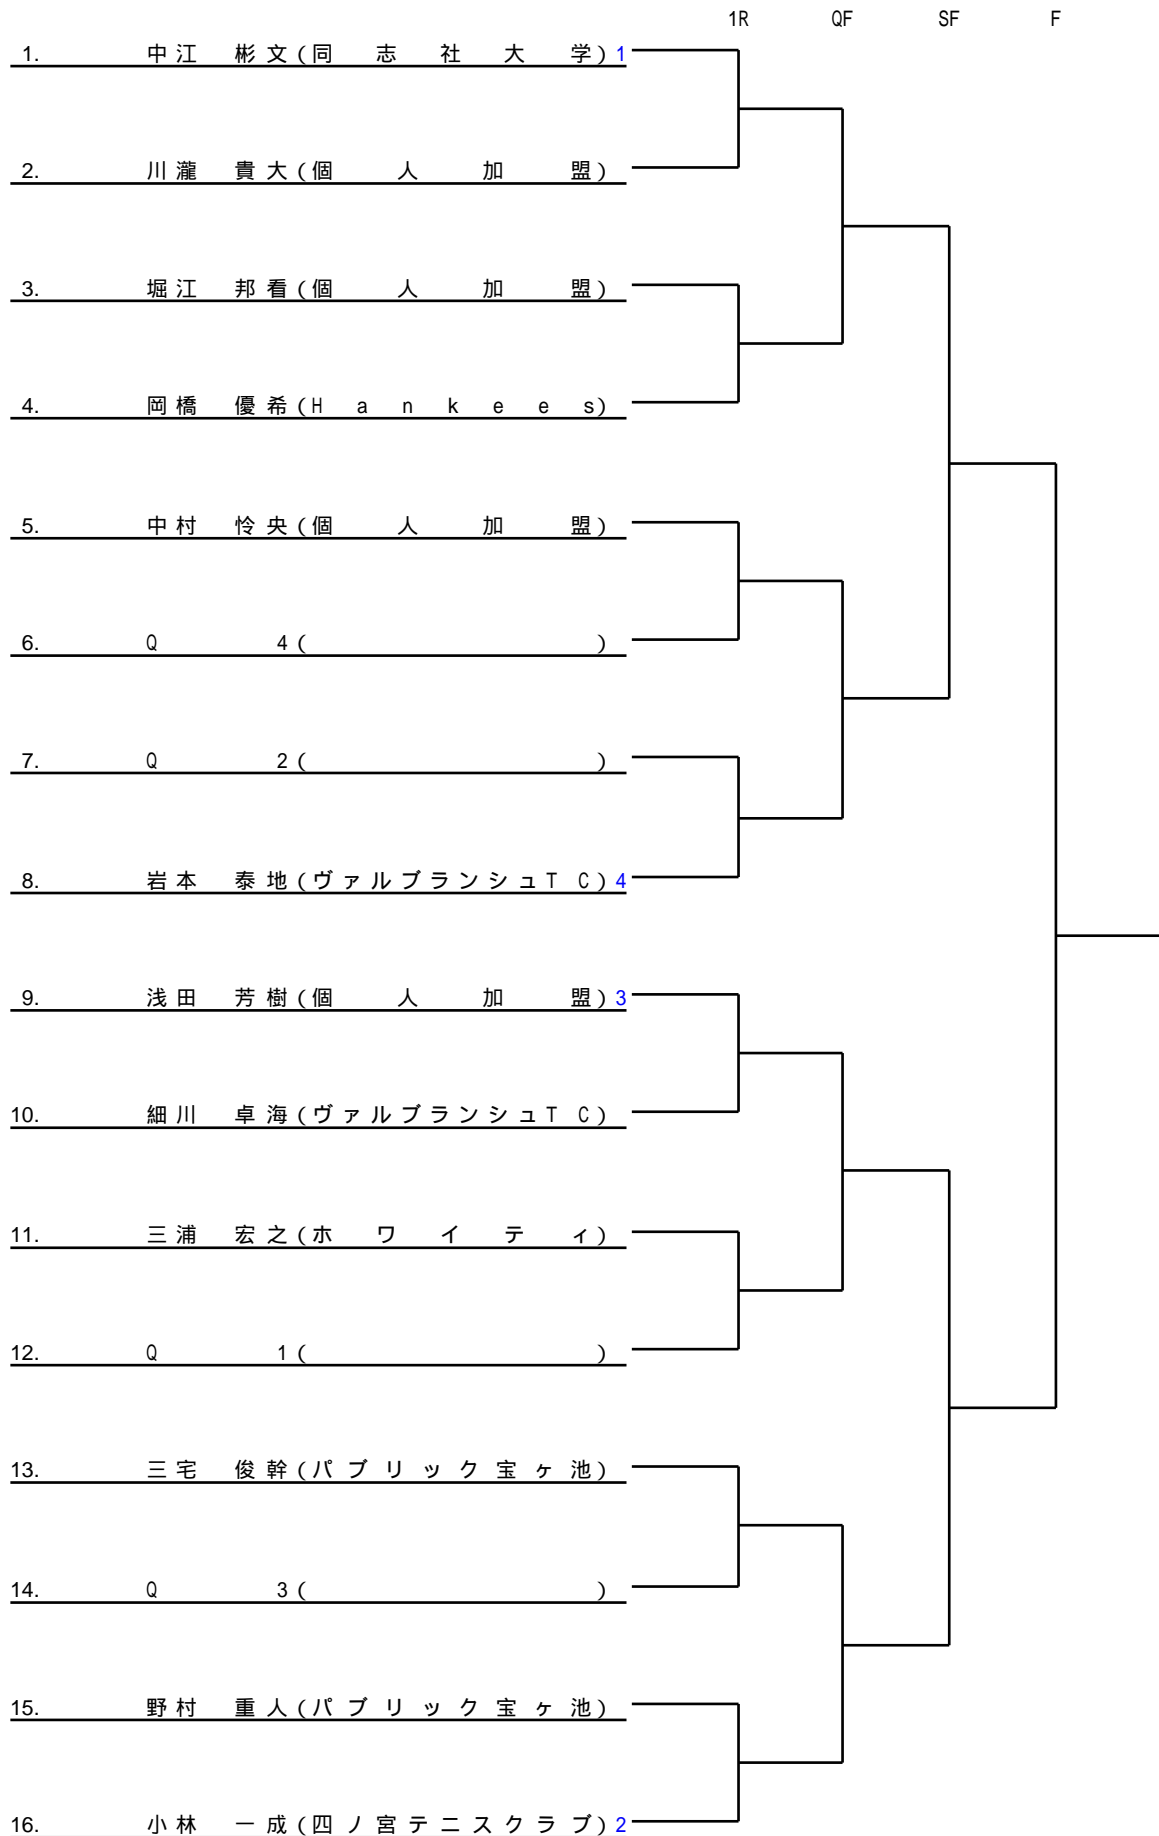 1R QF SF F
1. 中江 彬文(同志社大学)1
2. 川瀧 貴大(個人加盟)
3. 堀江 邦看(個人加盟)
4. 岡橋 優希(Hankees)
5. 中村 怜央(個人加盟)
6. Q 4( )
7. Q 2( )
8. 岩本 泰地(ヴァルブランシュTC)4
9. 浅田 芳樹(個人加盟)3
10. 細川 卓海(ヴァルブランシュTC)
11. 三浦 宏之(ホワイティ)
12. Q 1( )
13. 三宅 俊幹(パブリック宝ヶ池)
14. Q 3( )
15. 野村 重人(パブリック宝ヶ池)
16. 小林 一成(四ノ宮テニスクラブ)2